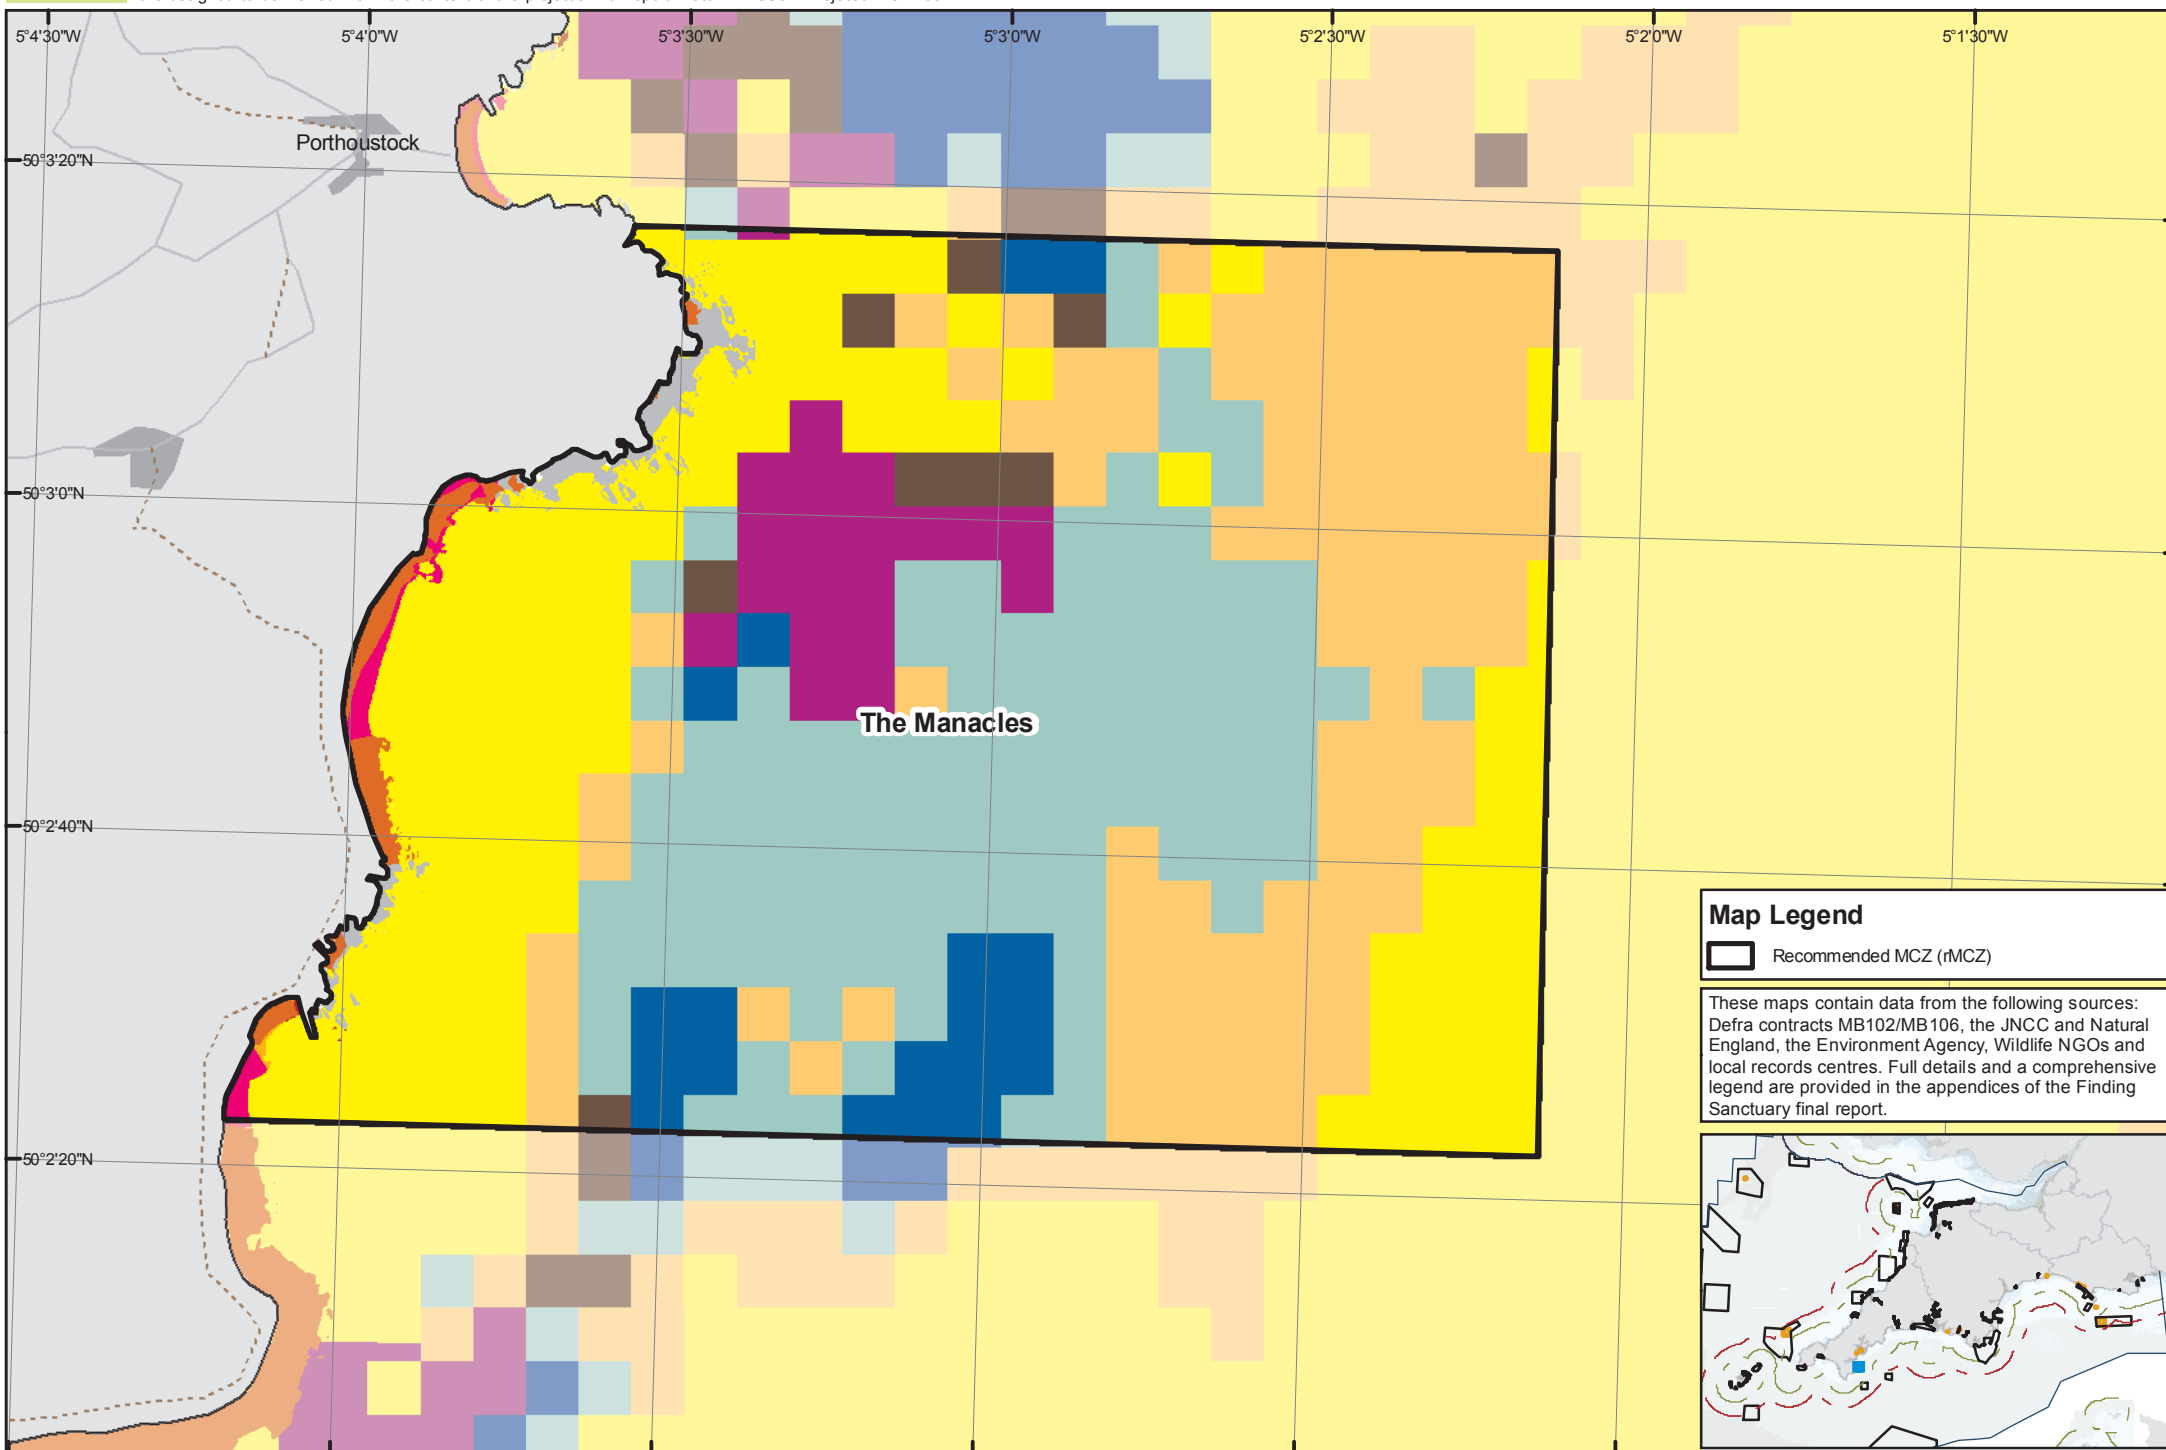 5°4'30"W
5°4'0"W
5°3'30"W
5°3'0"W
5°2'30"W
5°2'0"W
5°1'30"W
Porthoustock
50°3'20"N
50°3'0"N
The Manacles
50°2'40"N
50°2'20"N
Map Legend
Recommended MCZ (rMCZ)
These maps contain data from the following sources:
Defra contracts MB102/MB106, the JNCC and Natural
England, the Environment Agency, Wildlife NGOs and
local records centres. Full details and a comprehensive
legend are provided in the appendices of the Finding
Sanctuary final report.